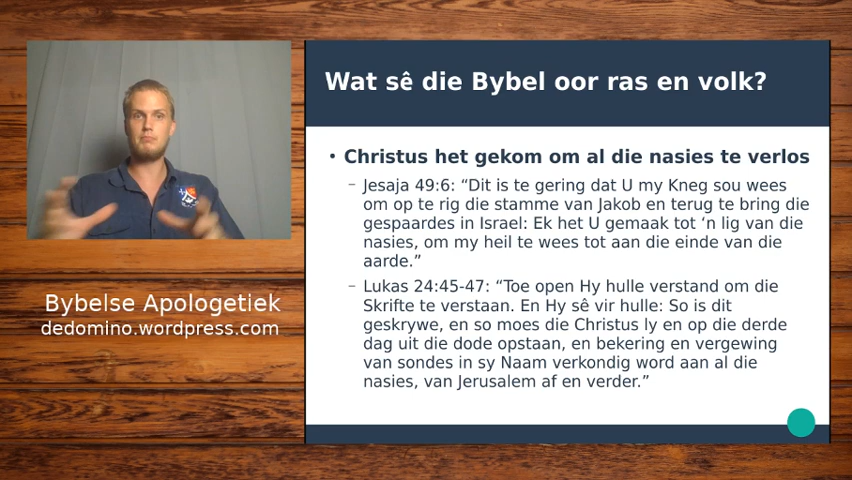 Wat sê die Bybel oor ras en volk?
• Christus het gekom om al die nasies te verlos
– Jesaja 49:6: “Dit is te gering dat U my Kneg sou wees
om op te rig die stamme van Jakob en terug te bring die
gespaardes in Israel: Ek het U gemaak tot ‘n lig van die
nasies, om my heil te wees tot aan die einde van die
aarde.”
– Lukas 24:45-47: “Toe open Hy hulle verstand om die
Skrifte te verstaan. En Hy sê vir hulle: So is dit
geskrywe, en so moes die Christus ly en op die derde
dag uit die dode opstaan, en bekering en vergewing
van sondes in sy Naam verkondig word aan al die
nasies, van Jerusalem af en verder.”
Bybelse Apologetiek
dedomino.wordpress.com